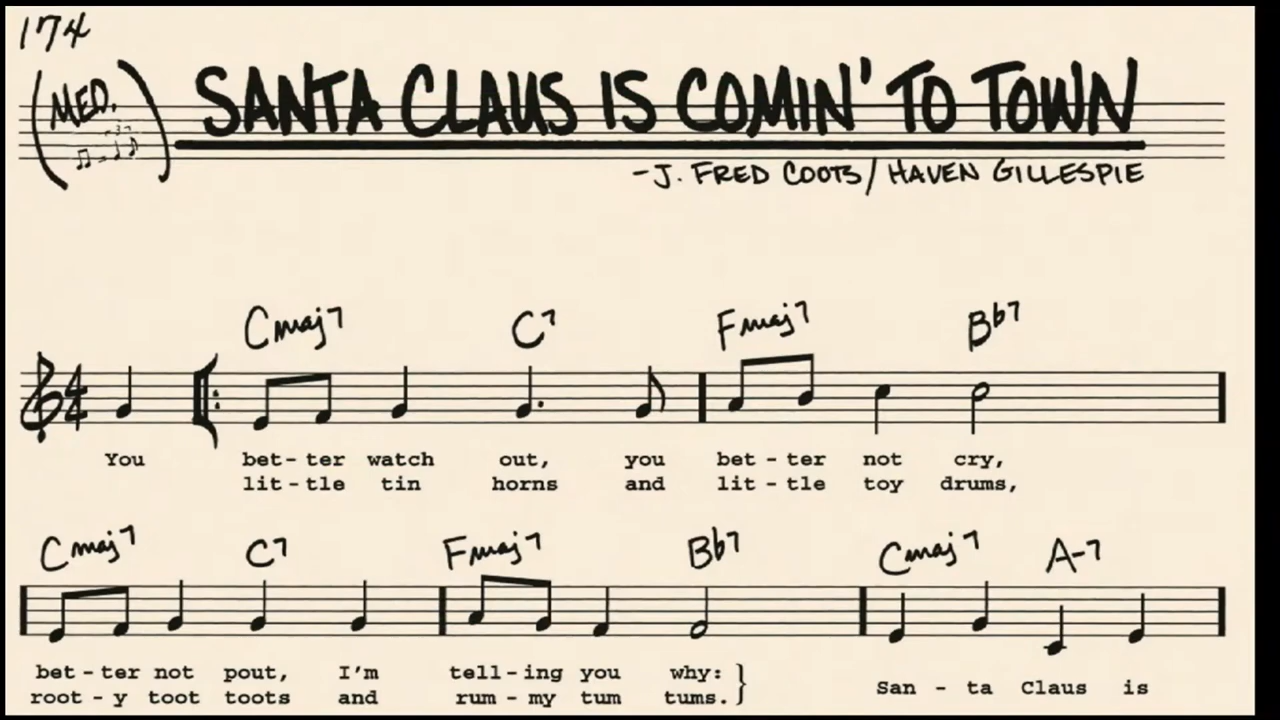 174
(MED.)
SANTA CLAUS IS COMIN' TO TOWN
-J. FRED COOTS/HAVEN GILLESPIE
Cmaj7 C7 Fmaj7 Bb7
You bet-ter watch out, you bet-ter not cry,
lit-tle tin horns and lit-tle toy drums,
Cmaj7 C7 Fmaj7 Bb7 Cmaj7 A-7
bet-ter not pout, I'm tell-ing you why: San-ta Claus is
root-y toot toots and rum-my tum tums.